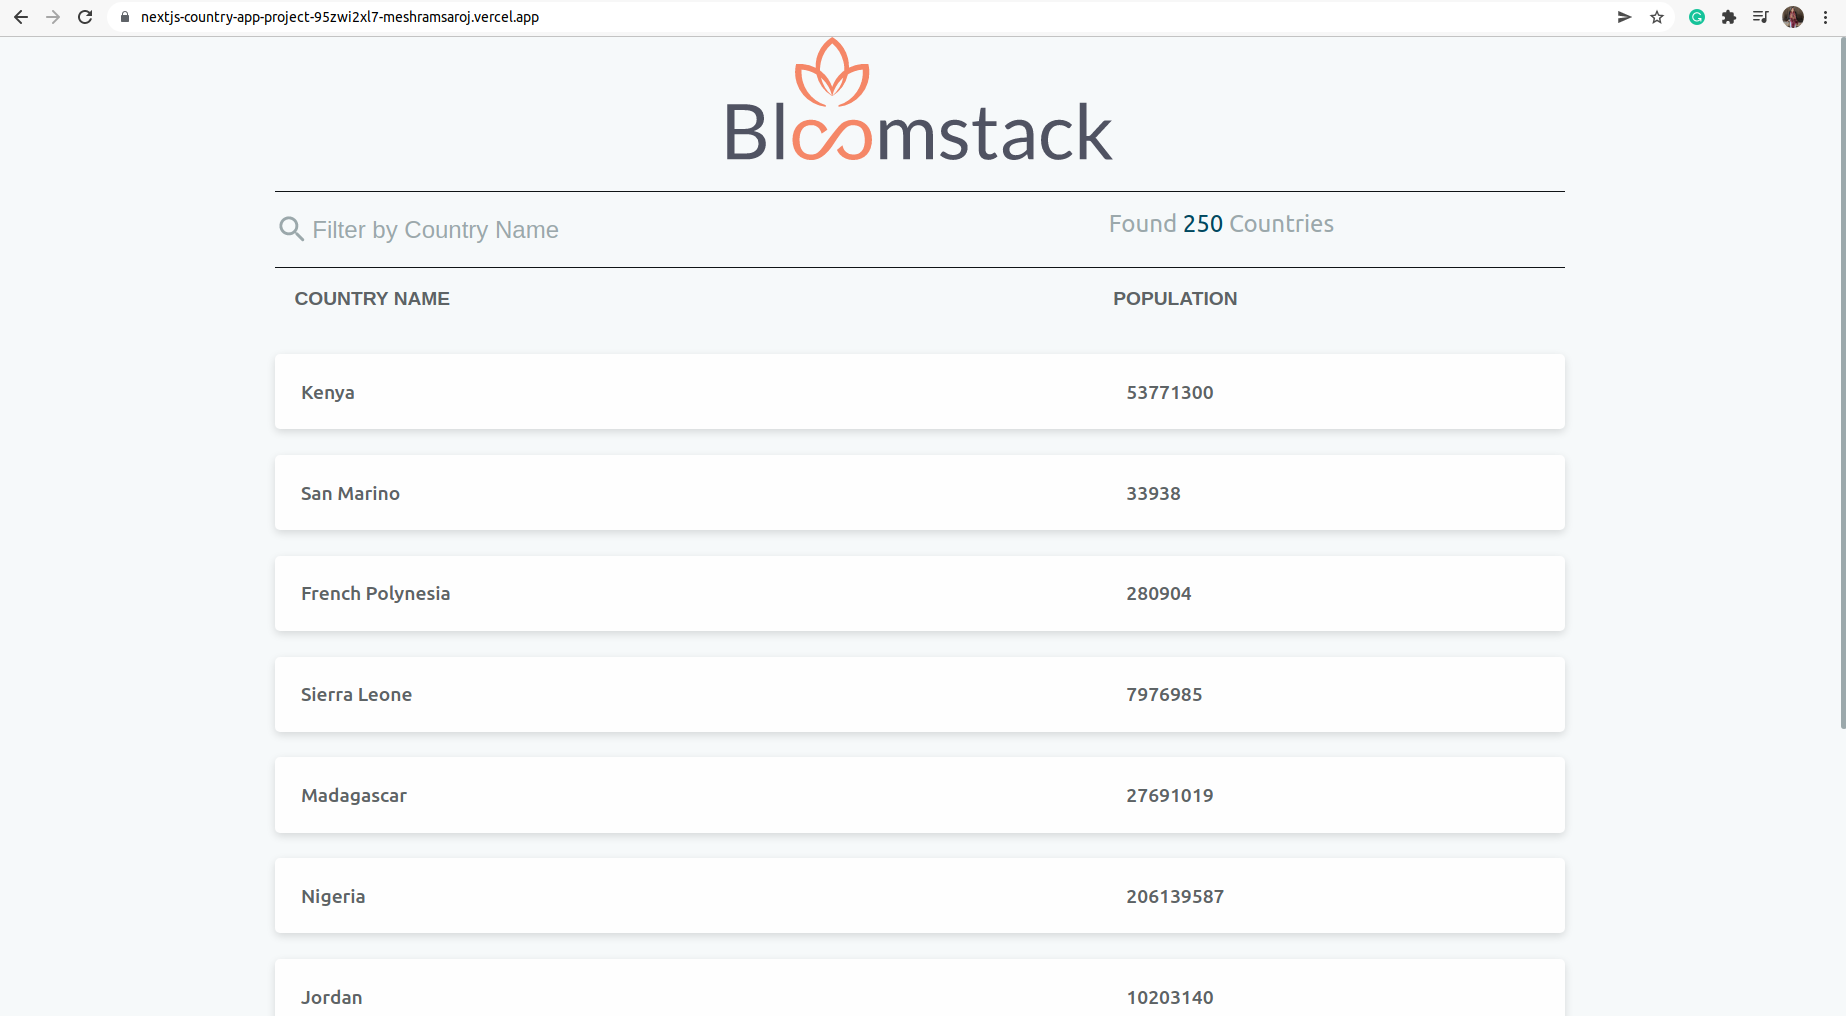 nextjs-country-app-project-95zwi2xl7-meshramsaroj.vercel.app
Bloomstack
Filter by Country Name
Found 250 Countries
COUNTRY NAME POPULATION
Kenya 53771300
San Marino 33938
French Polynesia 280904
Sierra Leone 7976985
Madagascar 27691019
Nigeria 206139587
Jordan 10203140